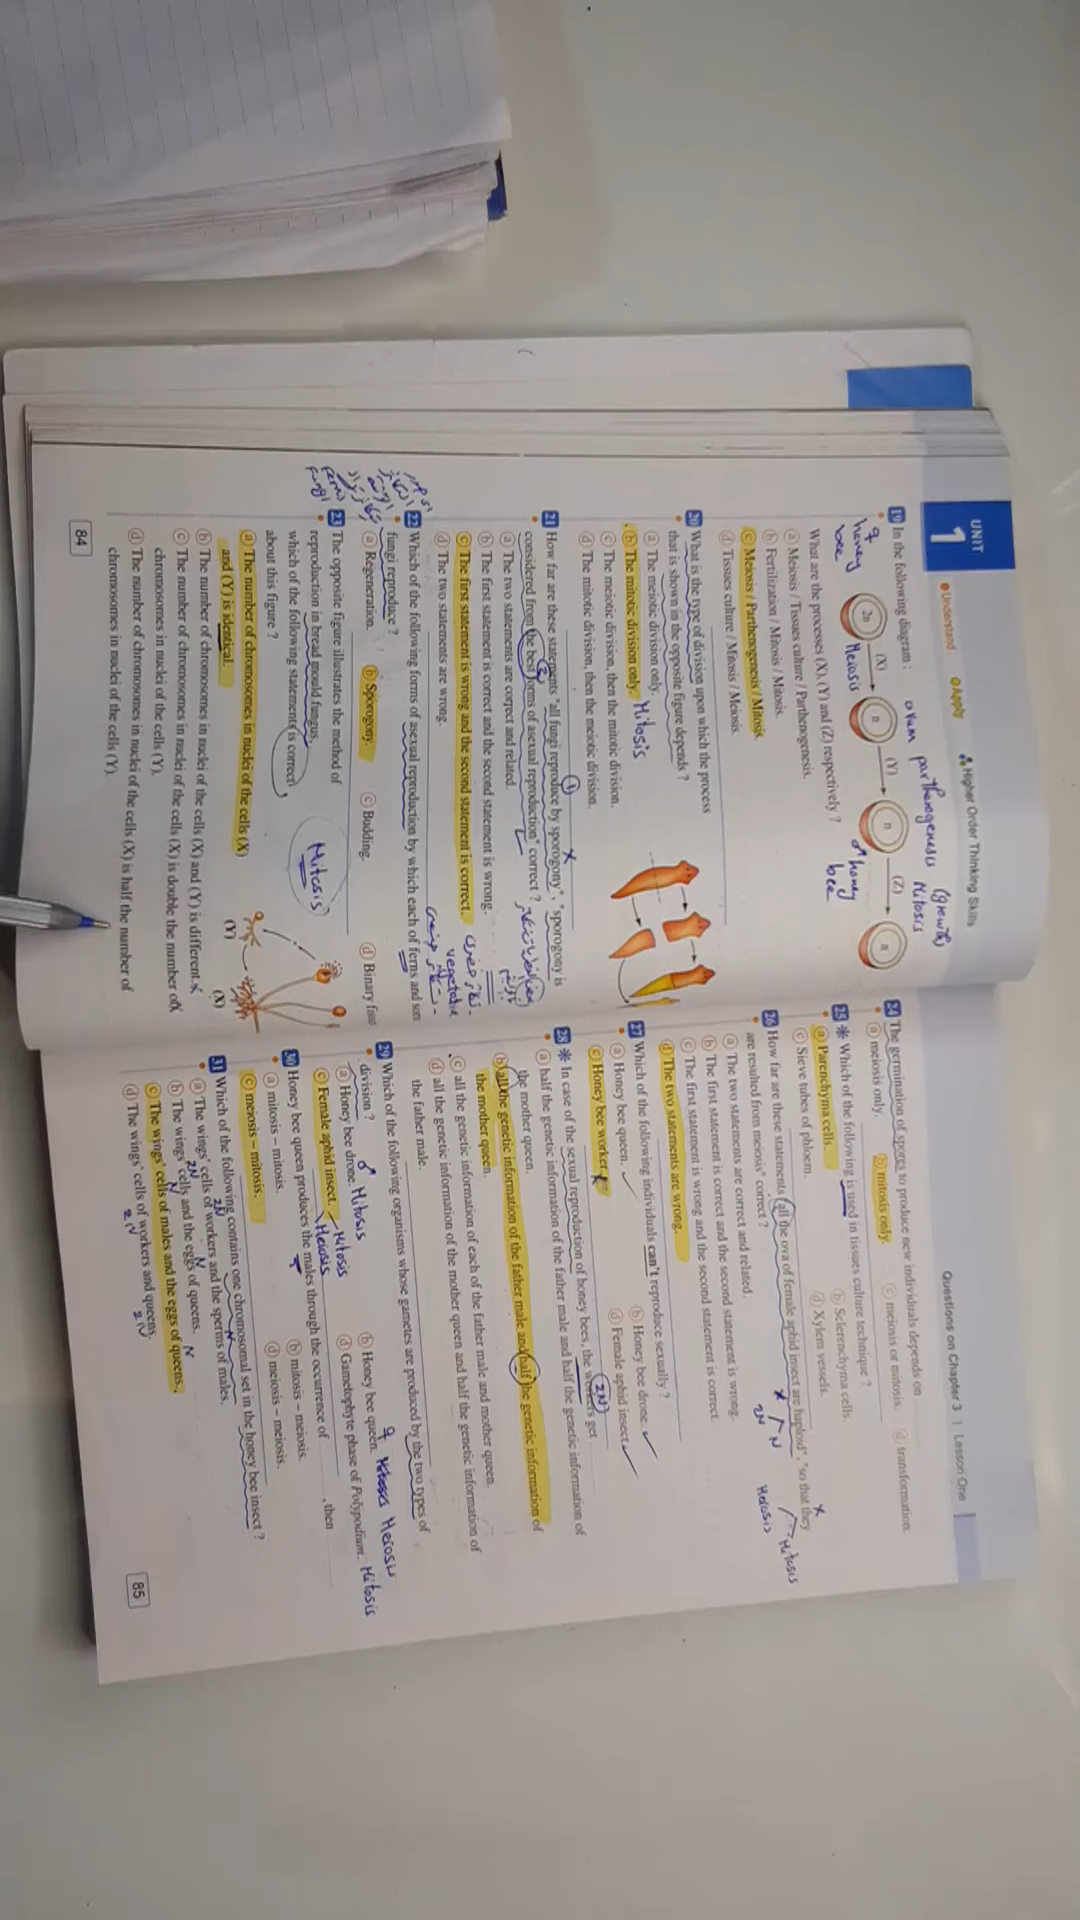 UNIT
1
Understand Apply Higher Order Thinking Skills
19 In the following diagram :
♀ honey bee
ovum parthenogenesis (growth) Mitosis
2n (X) n (Y) n (Z) n
Meiosis
♂ honey bee
What are the processes (X), (Y) and (Z) respectively ?
a Meiosis / Tissues culture / Parthenogenesis.
b Fertilization / Mitosis / Mitosis.
c Meiosis / Parthenogenesis / Mitosis.
d Tissues culture / Mitosis / Meiosis.
20 What is the type of division upon which the process
that is shown in the opposite figure depends ?
a The meiotic division only.
b The mitotic division only. Mitosis
c The meiotic division, then the mitotic division.
d The mitotic division, then the meiotic division.
21 How far are these statements "all fungi reproduce by sporogony", "sporogony is
considered from the best forms of asexual reproduction" correct ?
a The two statements are correct and related.
b The first statement is correct and the second statement is wrong.
c The first statement is wrong and the second statement is correct.
d The two statements are wrong.
vegetative
22 Which of the following forms of asexual reproduction by which each of ferns and
fungi reproduce ?
a Regeneration. b Sporogony. c Budding. d Binary
23 The opposite figure illustrates the method of
reproduction in bread mould fungus,
which of the following statements is correct
about this figure ?
Mitosis
a The number of chromosomes in nuclei of the cells (X)
and (Y) is identical.
(Y) (X)
b The number of chromosomes in nuclei of the cells (X) and (Y) is different.
c The number of chromosomes in nuclei of the cells (X) is double the number of
chromosomes in nuclei of the cells (Y).
d The number of chromosomes in nuclei of the cells (X) is half the number of
chromosomes in nuclei of the cells (Y).
84
Questions on Chapter 3 | Lesson One
24 The germination of spores to produce new individuals depends on
a meiosis only. b mitosis only. c meiosis or mitosis. d transformation.
25 * Which of the following is used in tissues culture technique ?
a Parenchyma cells. b Sclerenchyma cells.
c Sieve tubes of phloem. d Xylem vessels.
26 How far are these statements "all the ova of female aphid insect are haploid", "so that they
are resulted from meiosis" correct ?
2N N Meiosis Mitosis
a The two statements are correct and related.
b The first statement is correct and the second statement is wrong.
c The first statement is wrong and the second statement is correct.
d The two statements are wrong.
27 Which of the following individuals can't reproduce sexually ?
a Honey bee queen. b Honey bee drone.
c Honey bee worker. d Female aphid insect.
28 * In case of the sexual reproduction of honey bees, the workers get
(2N)
a half the genetic information of the father male and half the genetic information of
the mother queen.
b all the genetic information of the father male and half the genetic information of
the mother queen.
c all the genetic information of each of the father male and mother queen.
d all the genetic information of the mother queen and half the genetic information of
the father male.
29 Which of the following organisms whose gametes are produced by the two types of
division ?
a Honey bee drone. ♂ Mitosis b Honey bee queen. ♀ Meiosis
c Female aphid insect. Mitosis Meiosis d Gametophyte phase of Polypodium. Mitosis
30 Honey bee queen produces the males through the occurrence of , then
a mitosis – mitosis. b mitosis – meiosis.
c meiosis – mitosis. d meiosis – meiosis.
31 Which of the following contains one chromosomal set in the honey bee insect ?
a The wings' cells of workers and the sperms of males.
2N N
b The wings' cells and the eggs of queens.
2N N
c The wings' cells of males and the eggs of queens.
N N
d The wings' cells of workers and queens.
2N 2N
85